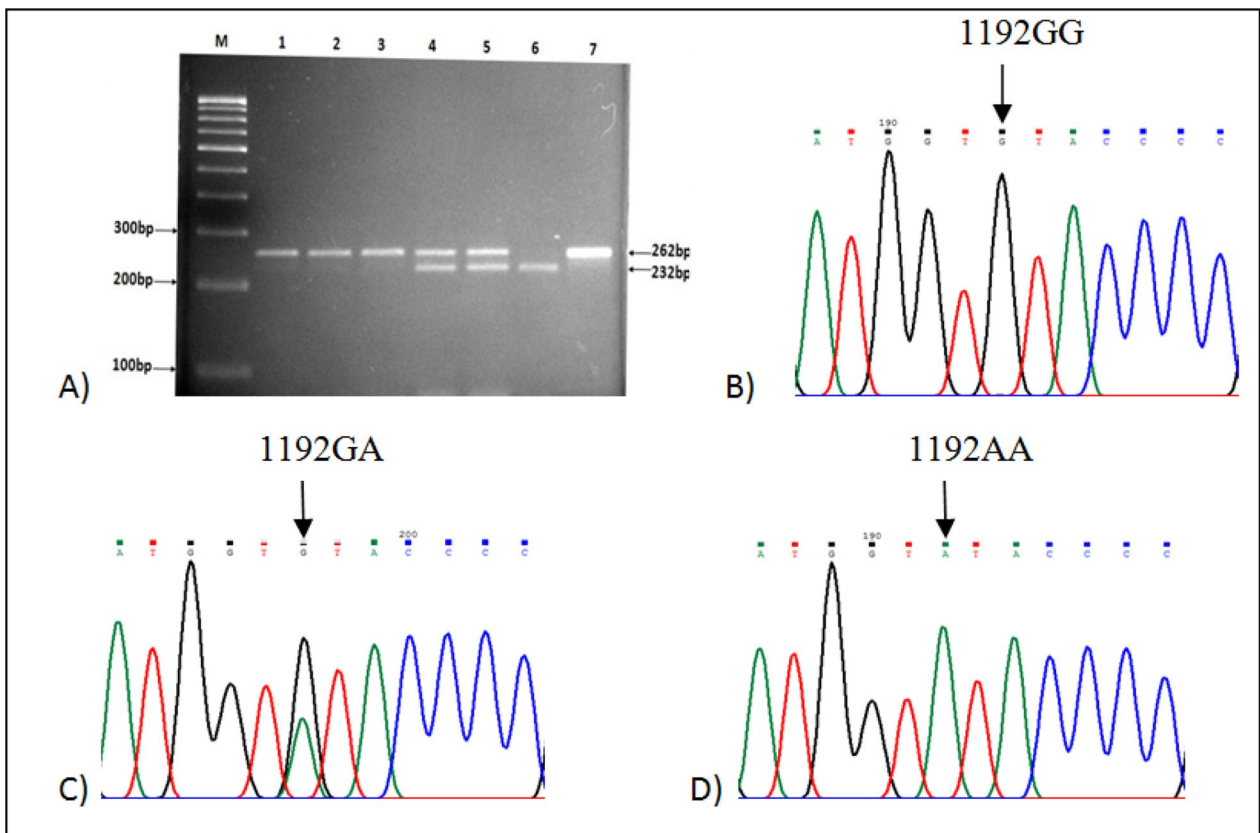 M 1 2 3 4 5 6 7
300bp
200bp
100bp
262bp
232bp
A)
1192GG
190
A T G G T G T A C C C C
B)
1192GA
200
A T G G T G T A C C C C
C)
1192AA
190
A T G G T A T A C C C C
D)